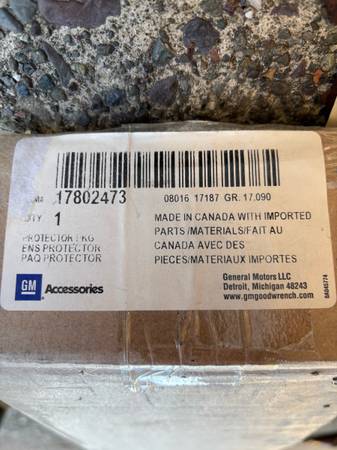 17802473
08016 17187 GR. 17.090
QTY 1
MADE IN CANADA WITH IMPORTED
PARTS/MATERIALS/FAIT AU
CANADA AVEC DES
PIECES/MATERIAUX IMPORTES
PROTECTOR PKG
ENS PROTECTOR
PAQ PROTECTOR
GM Accessories
General Motors LLC
Detroit, Michigan 48243
www.gmgoodwrench.com